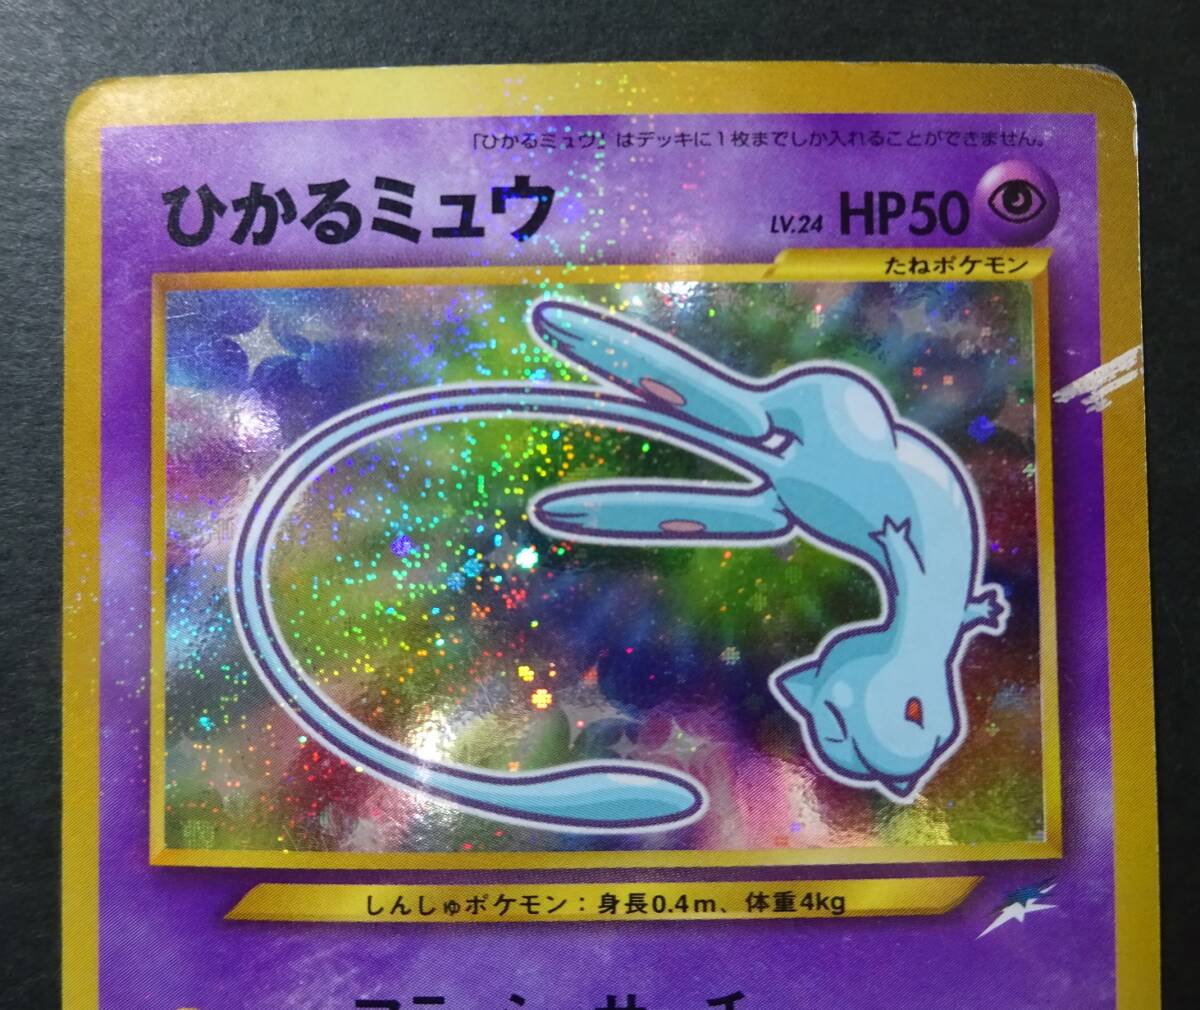 「ひかるミュウ」はデッキに1枚までしか入れることができません。
ひかるミュウ LV.24 HP50
たねポケモン
しんしゅポケモン：身長0.4m、体重4kg